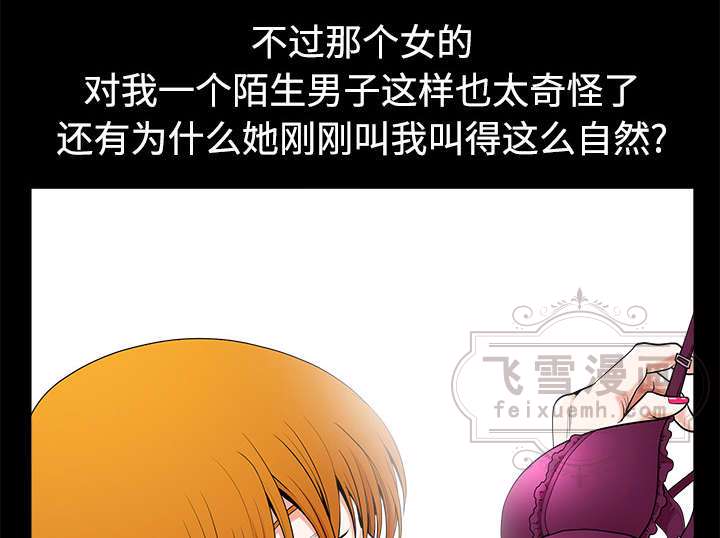 不过那个女的
对我一个陌生男子这样也太奇怪了
还有为什么她刚刚叫我叫得这么自然?
飞雪漫画
feixuemh.com